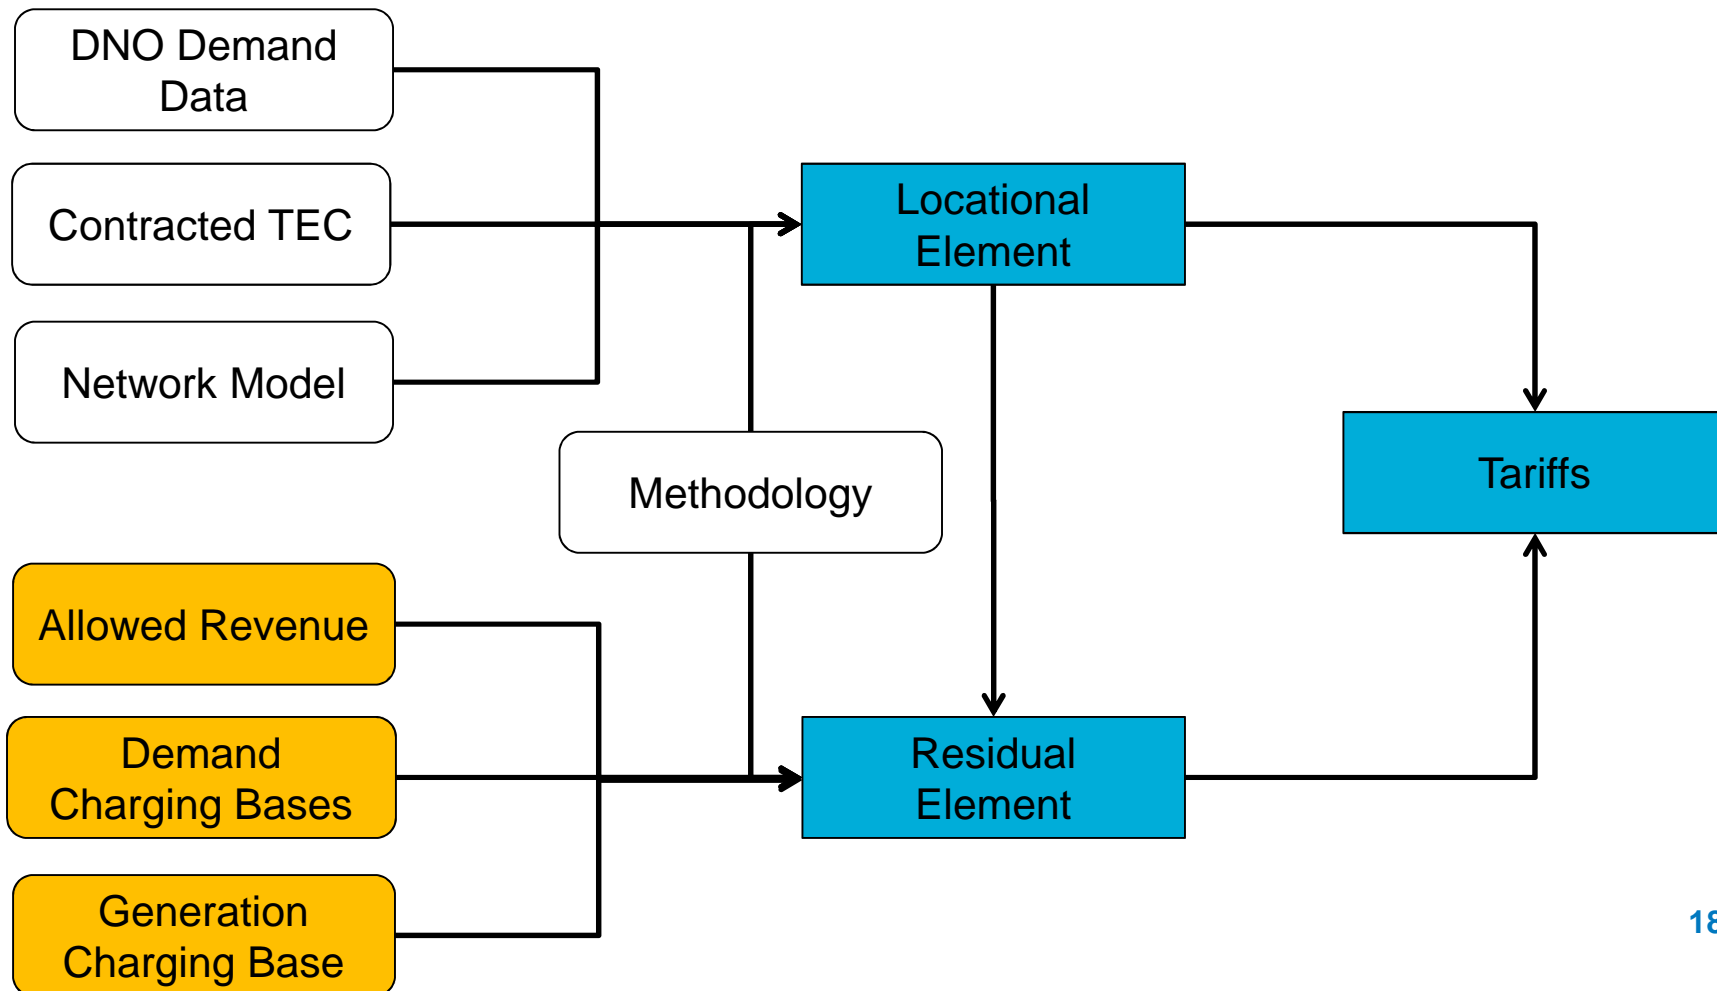 DNO Demand
Data
Contracted TEC
Network Model
Methodology
Allowed Revenue
Demand
Charging Bases
Generation
Charging Base
Locational
Element
Residual
Element
Tariffs
18